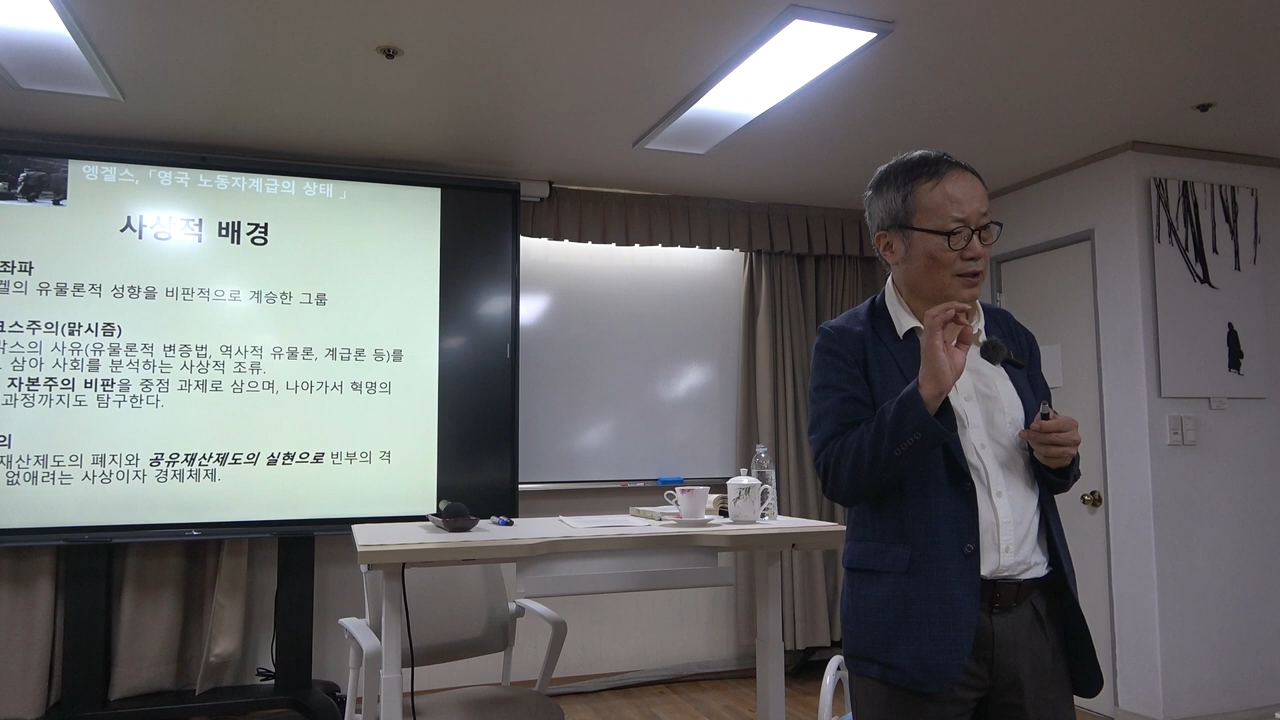 엥겔스, 「영국 노동자계급의 상태」
사상적 배경
좌파
겔의 유물론적 성향을 비판적으로 계승한 그룹
크스주의(맑시즘)
막스의 사유(유물론적 변증법, 역사적 유물론, 계급론 등)를
삼아 사회를 분석하는 사상적 조류.
자본주의 비판을 중점 과제로 삼으며, 나아가서 혁명의
과정까지도 탐구한다.
의
재산제도의 폐지와 공유재산제도의 실현으로 빈부의 격
없애려는 사상이자 경제체제.